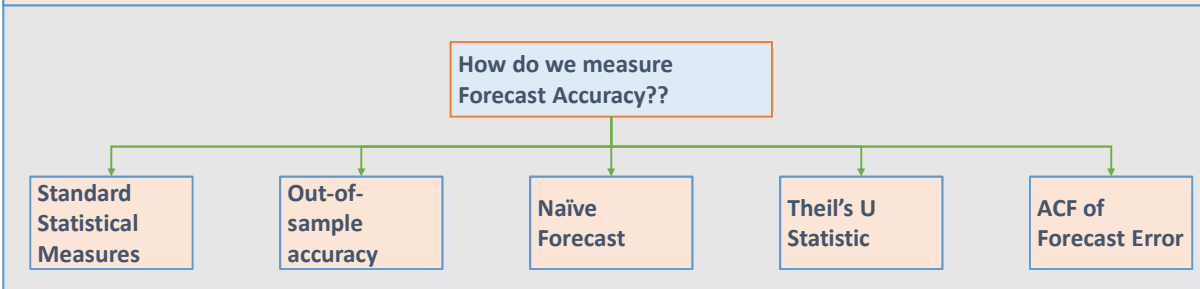 How do we measure
Forecast Accuracy??
Standard
Statistical
Measures
Out-of-
sample
accuracy
Naïve
Forecast
Theil’s U
Statistic
ACF of
Forecast Error